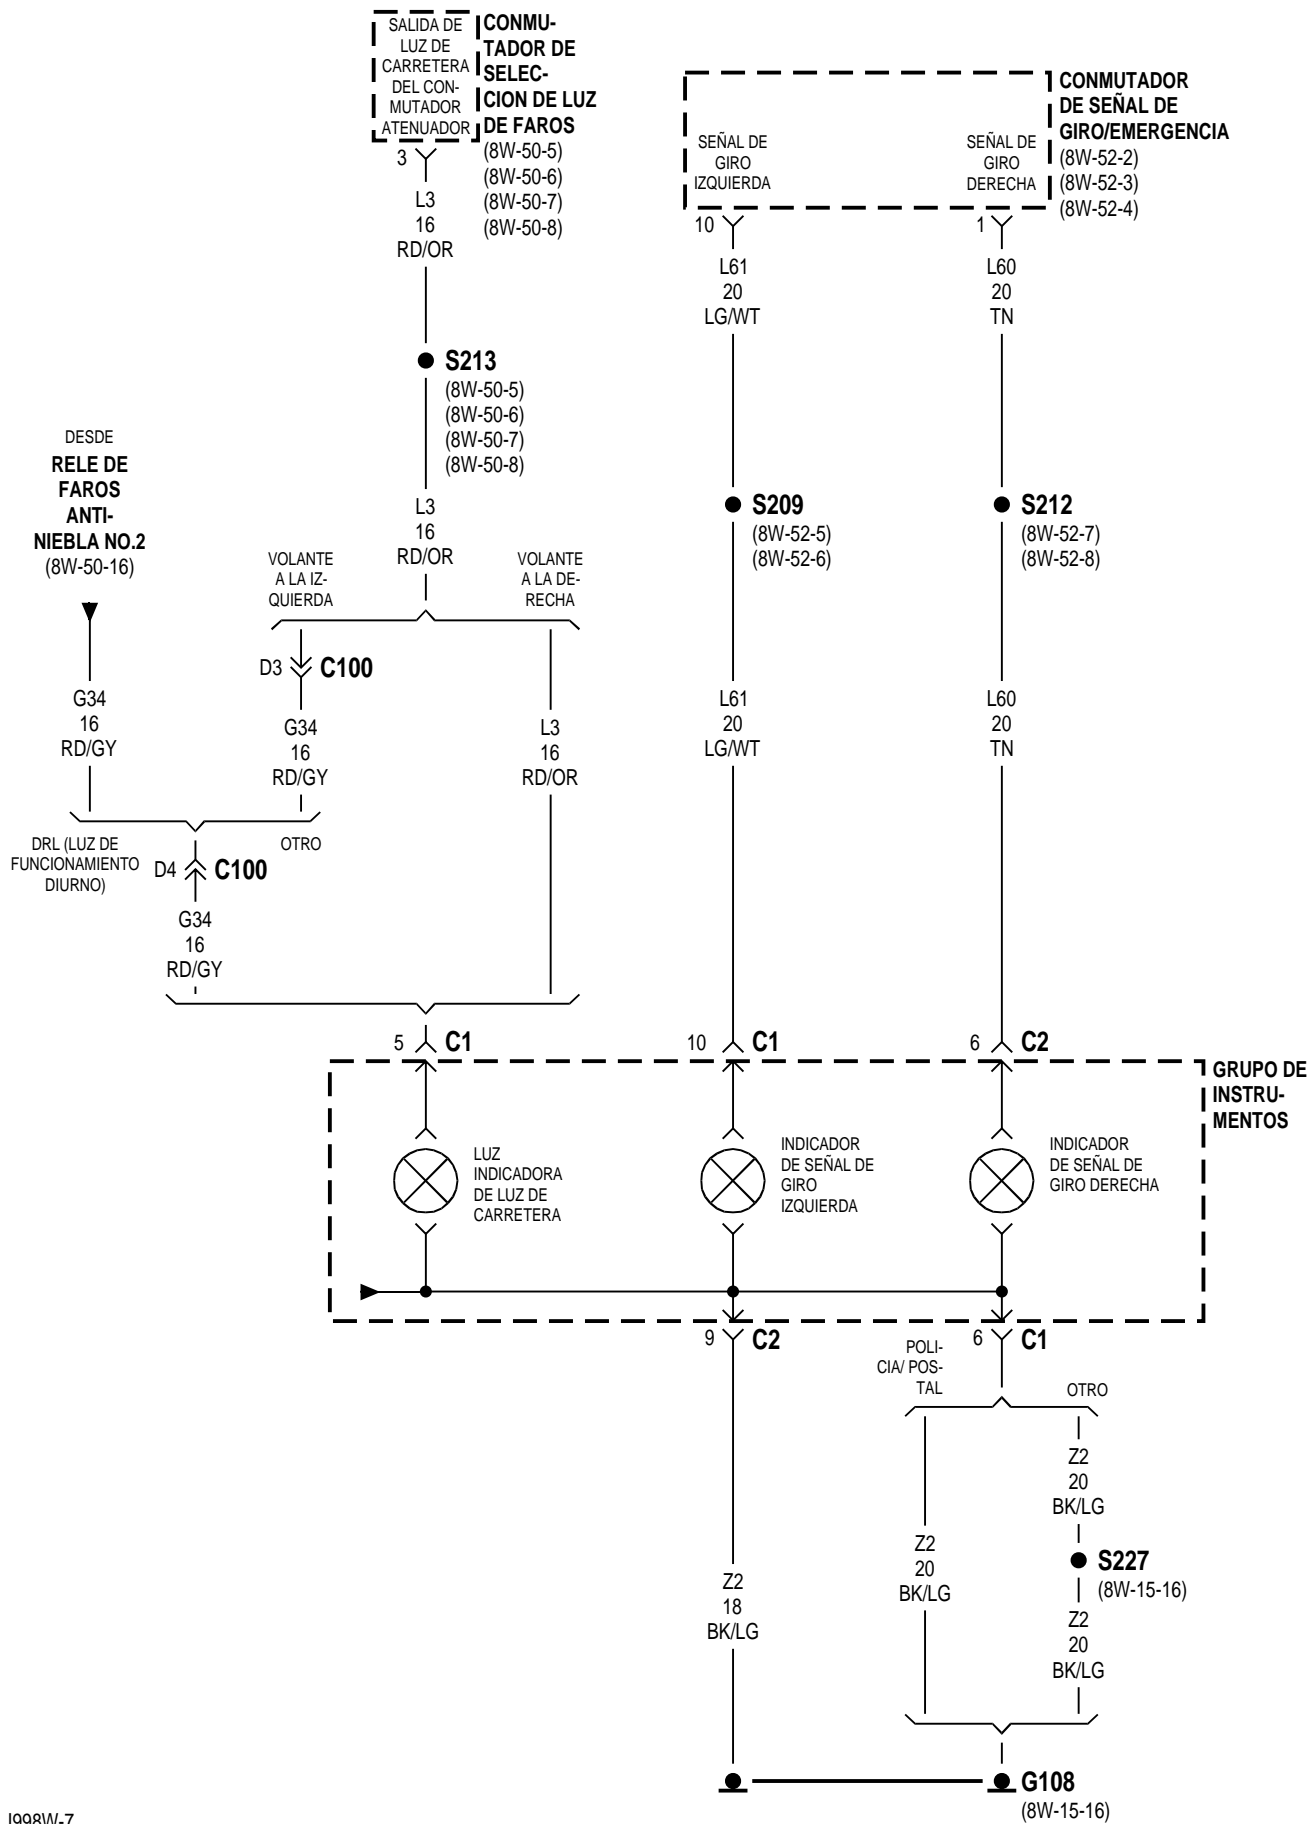 SALIDA DE
LUZ DE
CARRETERA
DEL CON-
MUTADOR
ATENUADOR
CONMU-
TADOR DE
SELEC-
CION DE LUZ
DE FAROS
(8W-50-5)
(8W-50-6)
(8W-50-7)
(8W-50-8)
3
L3
16
RD/OR
SEÑAL DE
GIRO
IZQUIERDA
SEÑAL DE
GIRO
DERECHA
CONMUTADOR
DE SEÑAL DE
GIRO/EMERGENCIA
(8W-52-2)
(8W-52-3)
(8W-52-4)
10
1
L61
20
LG/WT
L60
20
TN
S213
(8W-50-5)
(8W-50-6)
(8W-50-7)
(8W-50-8)
DESDE
RELE DE
FAROS
ANTI-
NIEBLA NO.2
(8W-50-16)
L3
16
RD/OR
S209
(8W-52-5)
(8W-52-6)
S212
(8W-52-7)
(8W-52-8)
VOLANTE
A LA IZ-
QUIERDA
VOLANTE
A LA DE-
RECHA
D3 C100
G34
16
RD/GY
G34
16
RD/GY
L3
16
RD/OR
L61
20
LG/WT
L60
20
TN
DRL (LUZ DE
FUNCIONAMIENTO
DIURNO)
OTRO
D4 C100
G34
16
RD/GY
5 C1
10 C1
6 C2
GRUPO DE
INSTRU-
MENTOS
LUZ
INDICADORA
DE LUZ DE
CARRETERA
INDICADOR
DE SEÑAL DE
GIRO
IZQUIERDA
INDICADOR
DE SEÑAL DE
GIRO DERECHA
9 C2
6 C1
POLI-
CIA/ POS-
TAL
OTRO
Z2
20
BK/LG
S227
(8W-15-16)
Z2
18
BK/LG
Z2
20
BK/LG
Z2
20
BK/LG
G108
(8W-15-16)
J998W-7